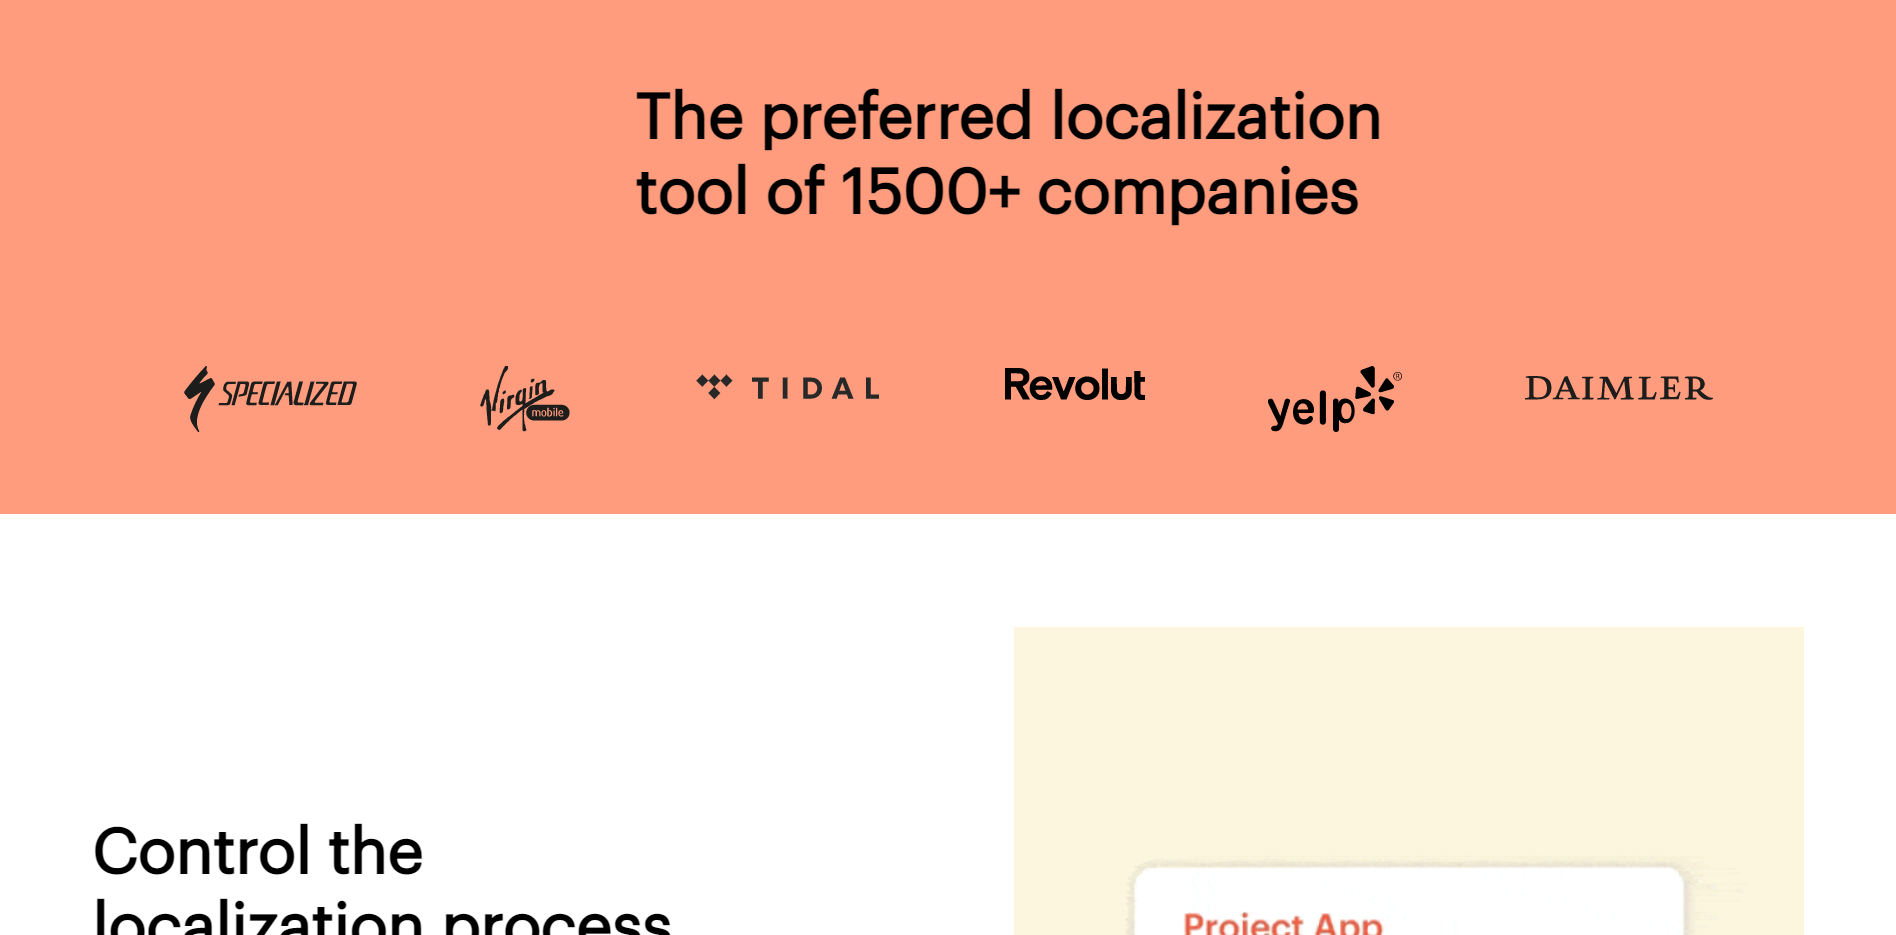 The preferred localization
tool of 1500+ companies
SPECIALIZED
Virgin
mobile
TIDAL
Revolut
yelp®
DAIMLER
Control the
localization process
Project App